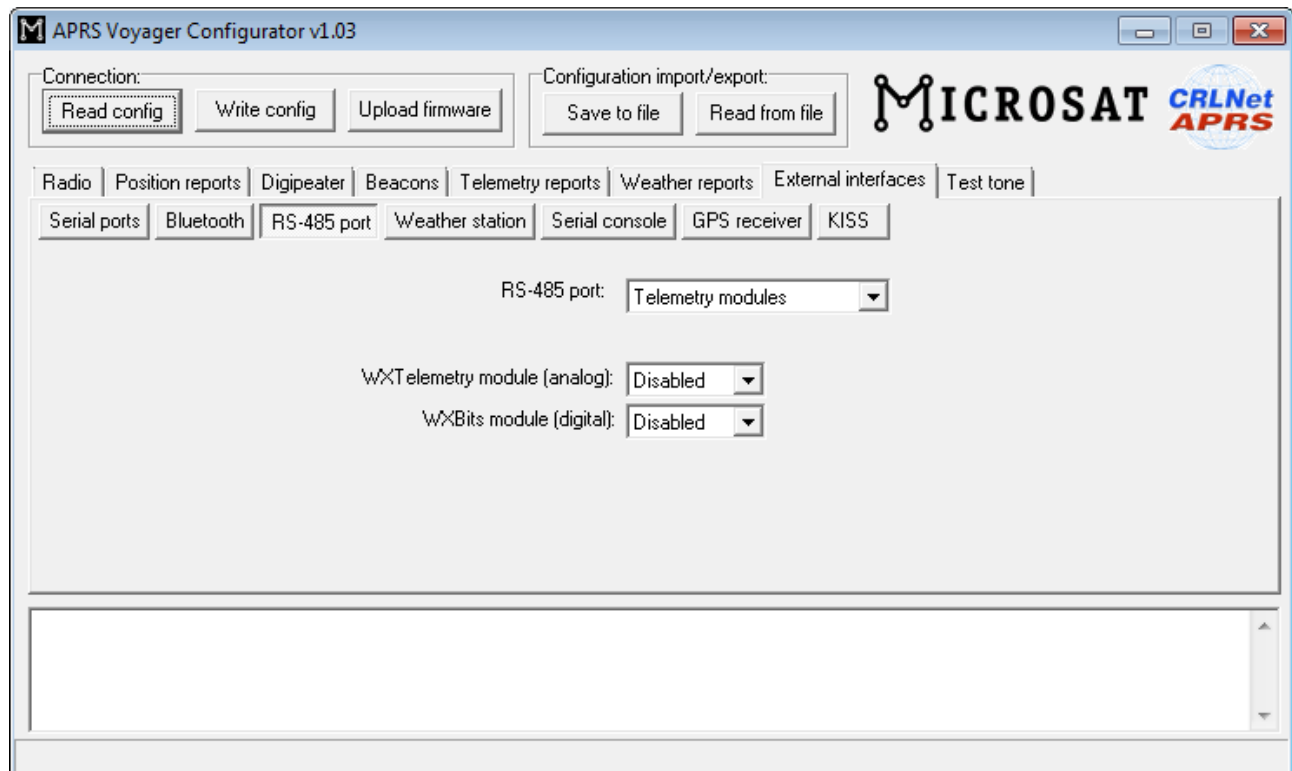 APRS Voyager Configurator v1.03
Connection:
Configuration import/export:
Read config Write config Upload firmware Save to file Read from file
MICROSAT
CRLNet
APRS
Radio Position reports Digipeater Beacons Telemetry reports Weather reports External interfaces Test tone
Serial ports Bluetooth RS-485 port Weather station Serial console GPS receiver KISS
RS-485 port: Telemetry modules
WXTelemetry module (analog): Disabled
WXBits module (digital): Disabled